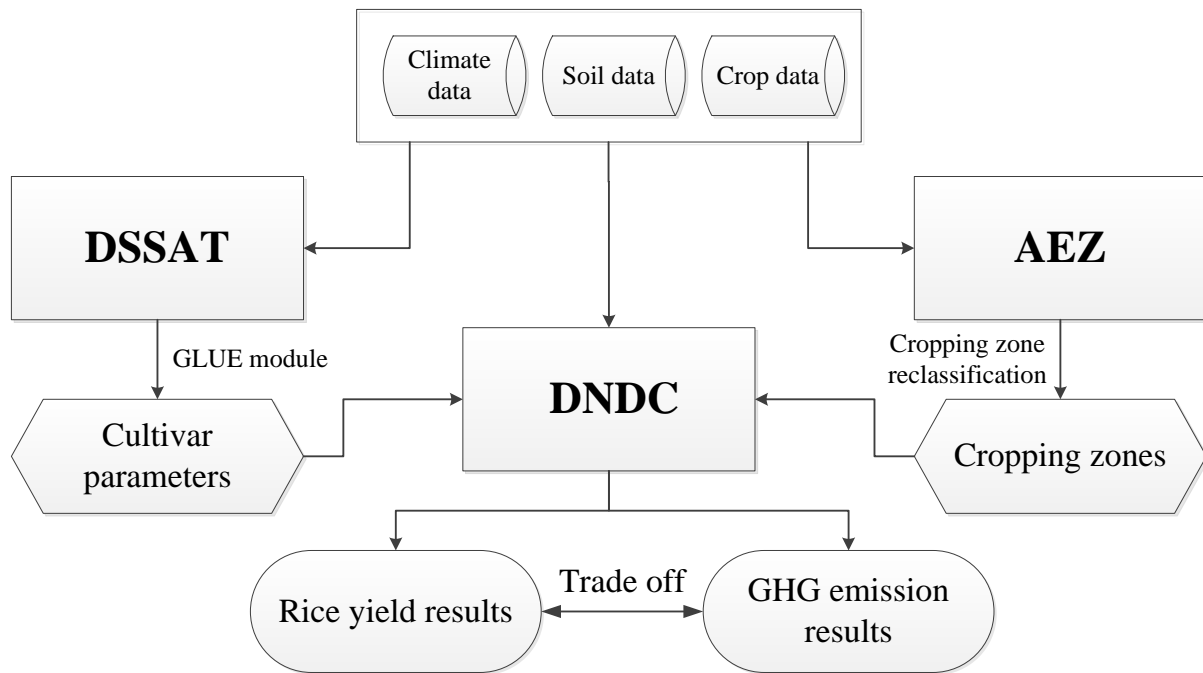 Climate
data
Soil data
Crop data
DSSAT
AEZ
GLUE module
Cropping zone
reclassification
DNDC
Cultivar
parameters
Cropping zones
Trade off
Rice yield results
GHG emission
results